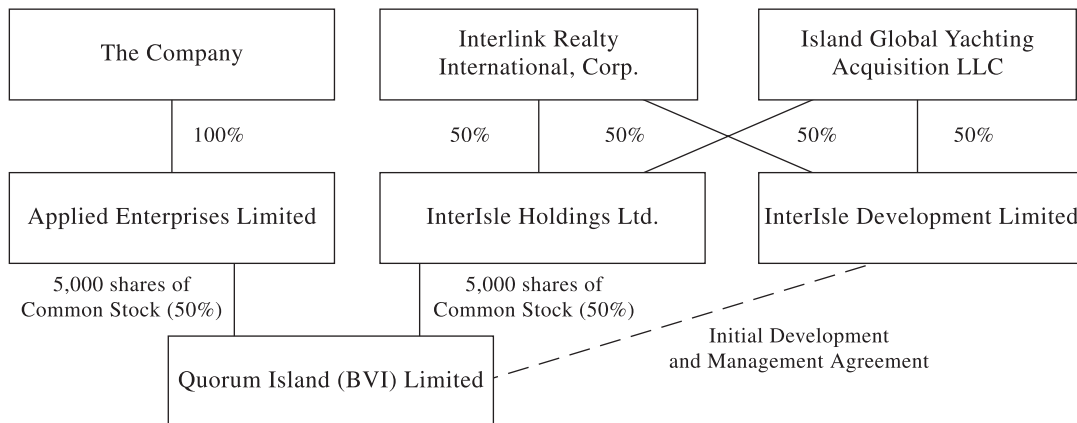 The Company
Interlink Realty
International, Corp.
Island Global Yachting
Acquisition LLC
100%
50%
50%
50%
50%
Applied Enterprises Limited
InterIsle Holdings Ltd.
InterIsle Development Limited
5,000 shares of
Common Stock (50%)
5,000 shares of
Common Stock (50%)
Initial Development
and Management Agreement
Quorum Island (BVI) Limited